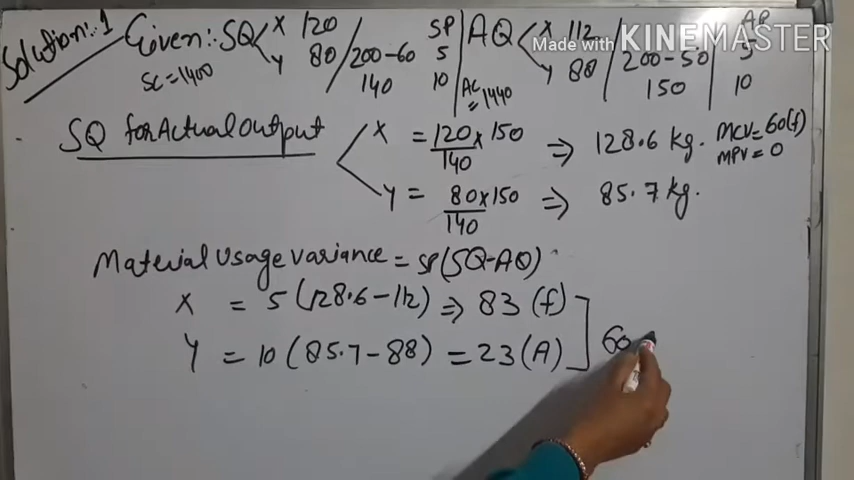 Solution:1 Given:- SQ X 120 SP AQ X 112 AP
Y 80 / 200-60 5 Y 88 / 200-50 5
SC=1400 140 10 AC=1440 150 10
Made with KINEMASTER
SQ for Actual Output X = 120x150/140 ⇒ 128.6 kg. MCV=60(f)
MPV=0
Y = 80x150/140 ⇒ 85.7 kg.
Material Usage Variance = SP(SQ-AQ)
X = 5(128.6-112) ⇒ 83 (f)
Y = 10(85.7-88) = 23(A) ] 60